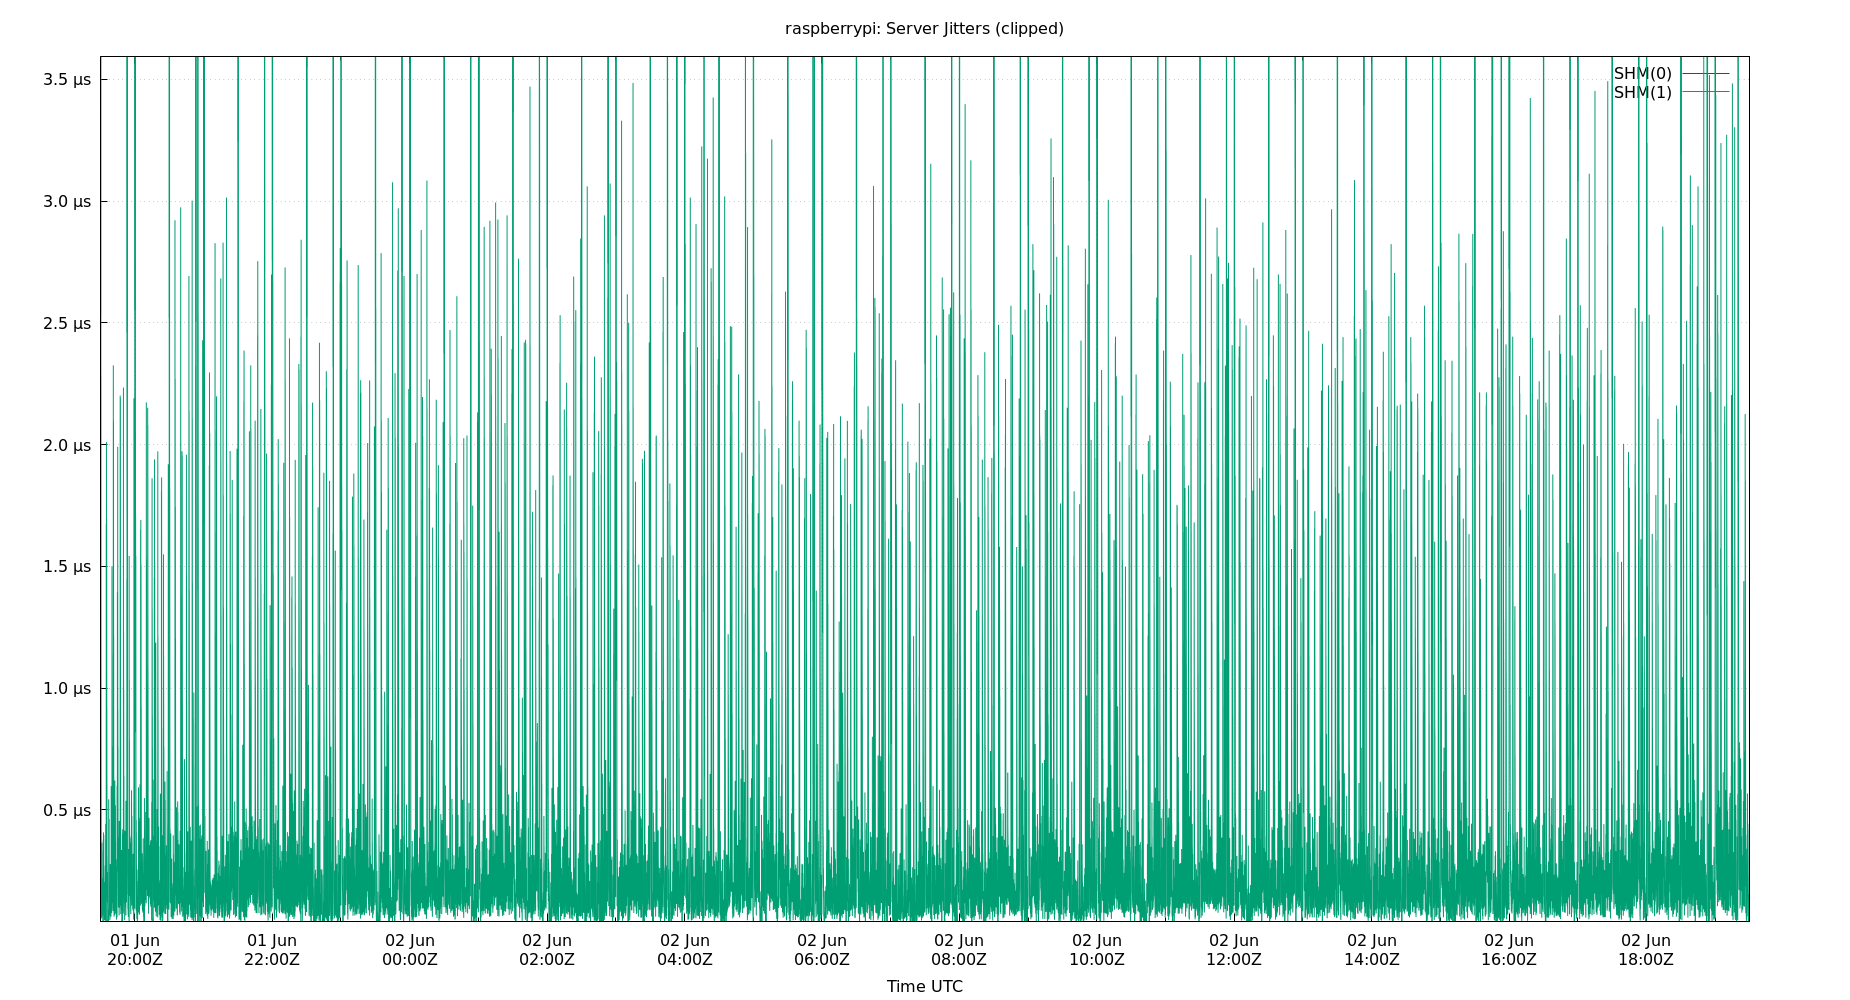 raspberrypi: Server Jitters (clipped)
SHM(0)
SHM(1)
3.5 µs
3.0 µs
2.5 µs
2.0 µs
1.5 µs
1.0 µs
0.5 µs
01 Jun 01 Jun 02 Jun 02 Jun 02 Jun 02 Jun 02 Jun 02 Jun 02 Jun 02 Jun 02 Jun 02 Jun
20:00Z 22:00Z 00:00Z 02:00Z 04:00Z 06:00Z 08:00Z 10:00Z 12:00Z 14:00Z 16:00Z 18:00Z
Time UTC